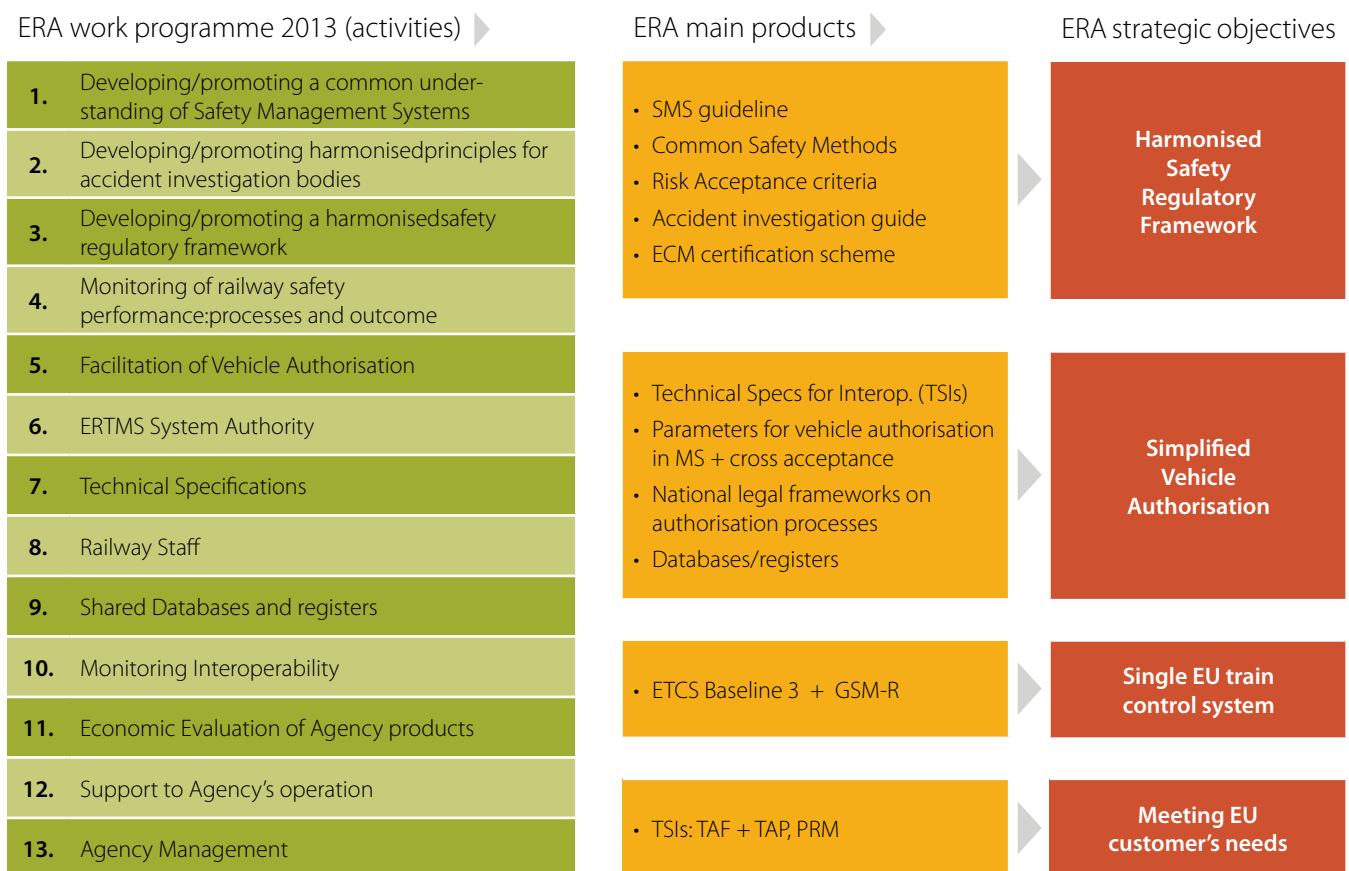 ERA work programme 2013 (activities)
1. Developing/promoting a common under-
standing of Safety Management Systems
2. Developing/promoting harmonisedprinciples for
accident investigation bodies
3. Developing/promoting a harmonisedsafety
regulatory framework
4. Monitoring of railway safety
performance:processes and outcome
5. Facilitation of Vehicle Authorisation
6. ERTMS System Authority
7. Technical Specifications
8. Railway Staff
9. Shared Databases and registers
10. Monitoring Interoperability
11. Economic Evaluation of Agency products
12. Support to Agency's operation
13. Agency Management
ERA main products
• SMS guideline
• Common Safety Methods
• Risk Acceptance criteria
• Accident investigation guide
• ECM certification scheme
• Technical Specs for Interop. (TSIs)
• Parameters for vehicle authorisation
in MS + cross acceptance
• National legal frameworks on
authorisation processes
• Databases/registers
• ETCS Baseline 3 + GSM-R
• TSIs: TAF + TAP, PRM
ERA strategic objectives
Harmonised
Safety
Regulatory
Framework
Simplified
Vehicle
Authorisation
Single EU train
control system
Meeting EU
customer's needs